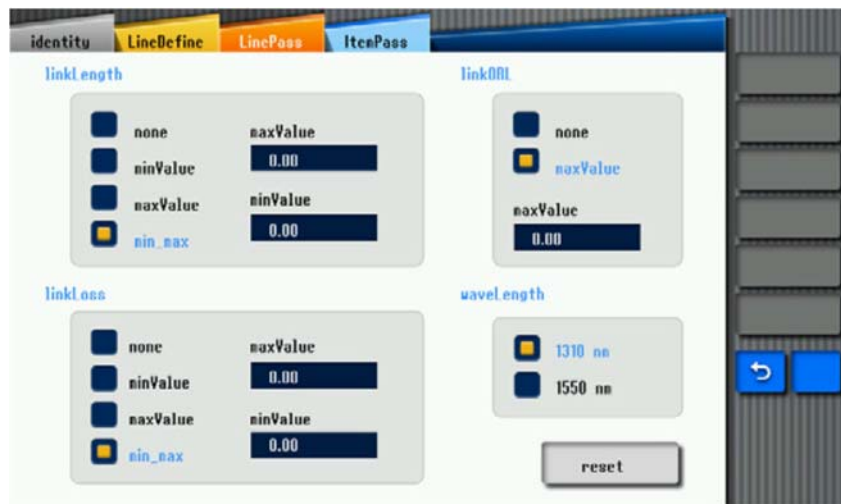 identity LineDefine LinePass ItemPass
linkLength
none
minValue
maxValue
min_max
maxValue
0.00
minValue
0.00
linkORL
none
maxValue
maxValue
0.00
linkLoss
none
minValue
maxValue
min_max
maxValue
0.00
minValue
0.00
waveLength
1310 nm
1550 nm
reset